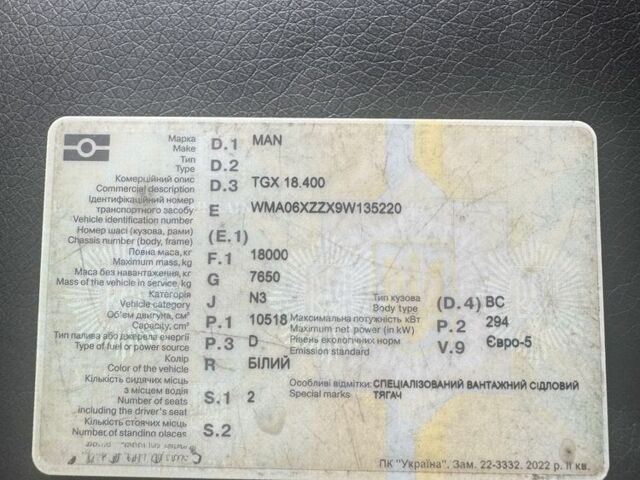 Марка
Make D.1 MAN
Тип
Type D.2
Комерційний опис
Commercial description D.3 TGX 18.400
Ідентифікаційний номер
транспортного засобу
Vehicle identification number E WMA06XZZX9W135220
Номер шасі (кузова, рами)
Chassis number (body, frame) (E.1)
Повна маса, кг
Maximum mass, kg F.1 18000
Маса без навантаження, кг
Mass of the vehicle in service, kg G 7650
Категорія
Vehicle category J N3
Тип кузова
Body type (D.4) BC
Об'єм двигуна, см³
Capacity, cm³ P.1 10518
Максимальна потужність кВт
Maximum net power (in kW) P.2 294
Тип палива або джерела енергії
Type of fuel or power source P.3 D
Рівень екологічних норм
Emission standard V.9 Євро-5
Колір
Color of the vehicle R БІЛИЙ
Кількість сидячих місць
з місцем водія
Number of seats
including the driver's seat S.1 2
Особливі відмітки: СПЕЦІАЛІЗОВАНИЙ ВАНТАЖНИЙ СІДЛОВИЙ
Special marks ТЯГАЧ
Кількість стоячих місць
Number of standing places S.2
ПК "Україна". Зам. 22-3332. 2022 р. II кв.